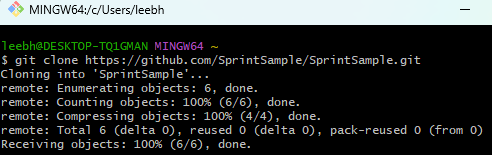 MINGW64:/c/Users/leebh
leebh@DESKTOP-TQ1GMAN MINGW64 ~
$ git clone https://github.com/SprintSample/SprintSample.git
Cloning into 'SprintSample'...
remote: Enumerating objects: 6, done.
remote: Counting objects: 100% (6/6), done.
remote: Compressing objects: 100% (4/4), done.
remote: Total 6 (delta 0), reused 0 (delta 0), pack-reused 0 (from 0)
Receiving objects: 100% (6/6), done.